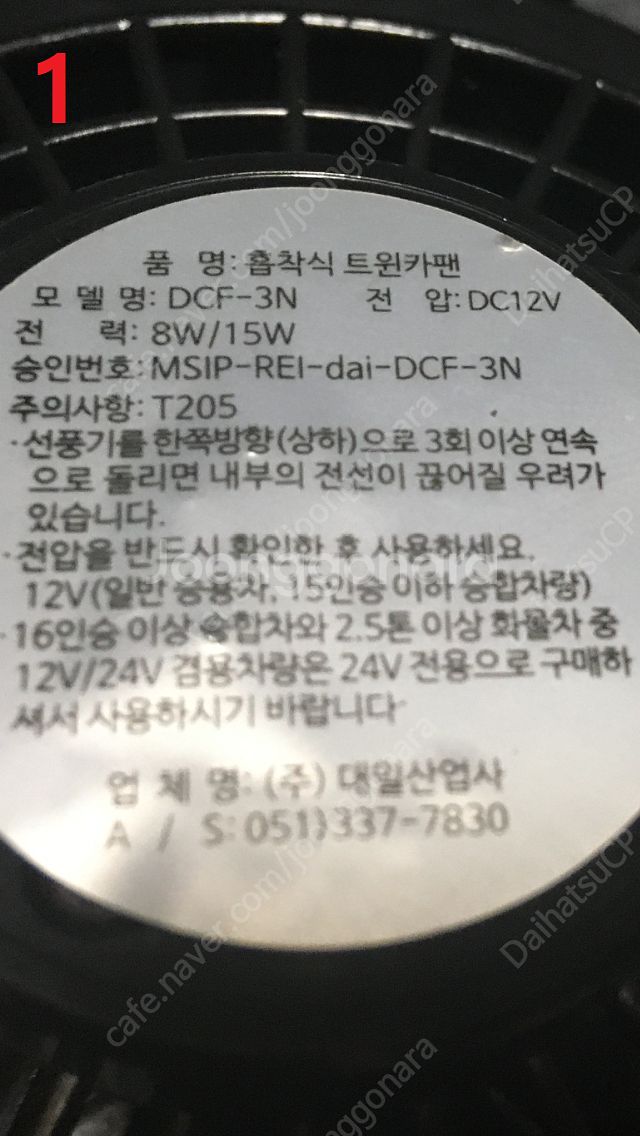 1
품 명: 흡착식 트윈카팬
모 델 명: DCF-3N 전 압: DC12V
전 력: 8W/15W
승인번호: MSIP-REI-dai-DCF-3N
주의사항: T205
·선풍기를 한쪽방향(상하)으로 3회 이상 연속
으로 돌리면 내부의 전선이 끊어질 우려가
있습니다.
·전압을 반드시 확인한 후 사용하세요.
12V(일반 승용차, 15인승 이하 승합차량)
·16인승 이상 승합차와 2.5톤 이상 화물차 중
12V/24V 겸용차량은 24V 전용으로 구매하
셔서 사용하시기 바랍니다
업 체 명: (주) 대일산업사
A / S: 051)337-7830
cafe.naver.com/joonggonara
DaihatsuCP
Joonggonara
cafe.naver.com/joonggonara
DaihatsuCP